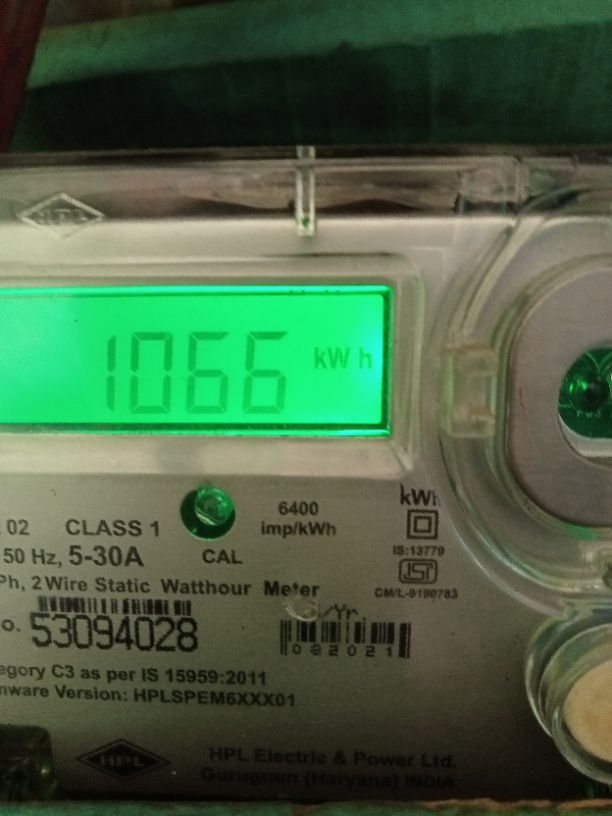 HPL
1066 kWh
02 CLASS 1
6400
imp/kWh
kWh
50 Hz, 5-30A
CAL
IS:13779
Ph, 2 Wire Static Watthour Meter
CM/L-9190783
o. 53094028
082021
egory C3 as per IS 15959:2011
nware Version: HPLSPEM6XXX01
HPL
HPL Electric & Power Ltd.
Gurugram (Haryana) INDIA